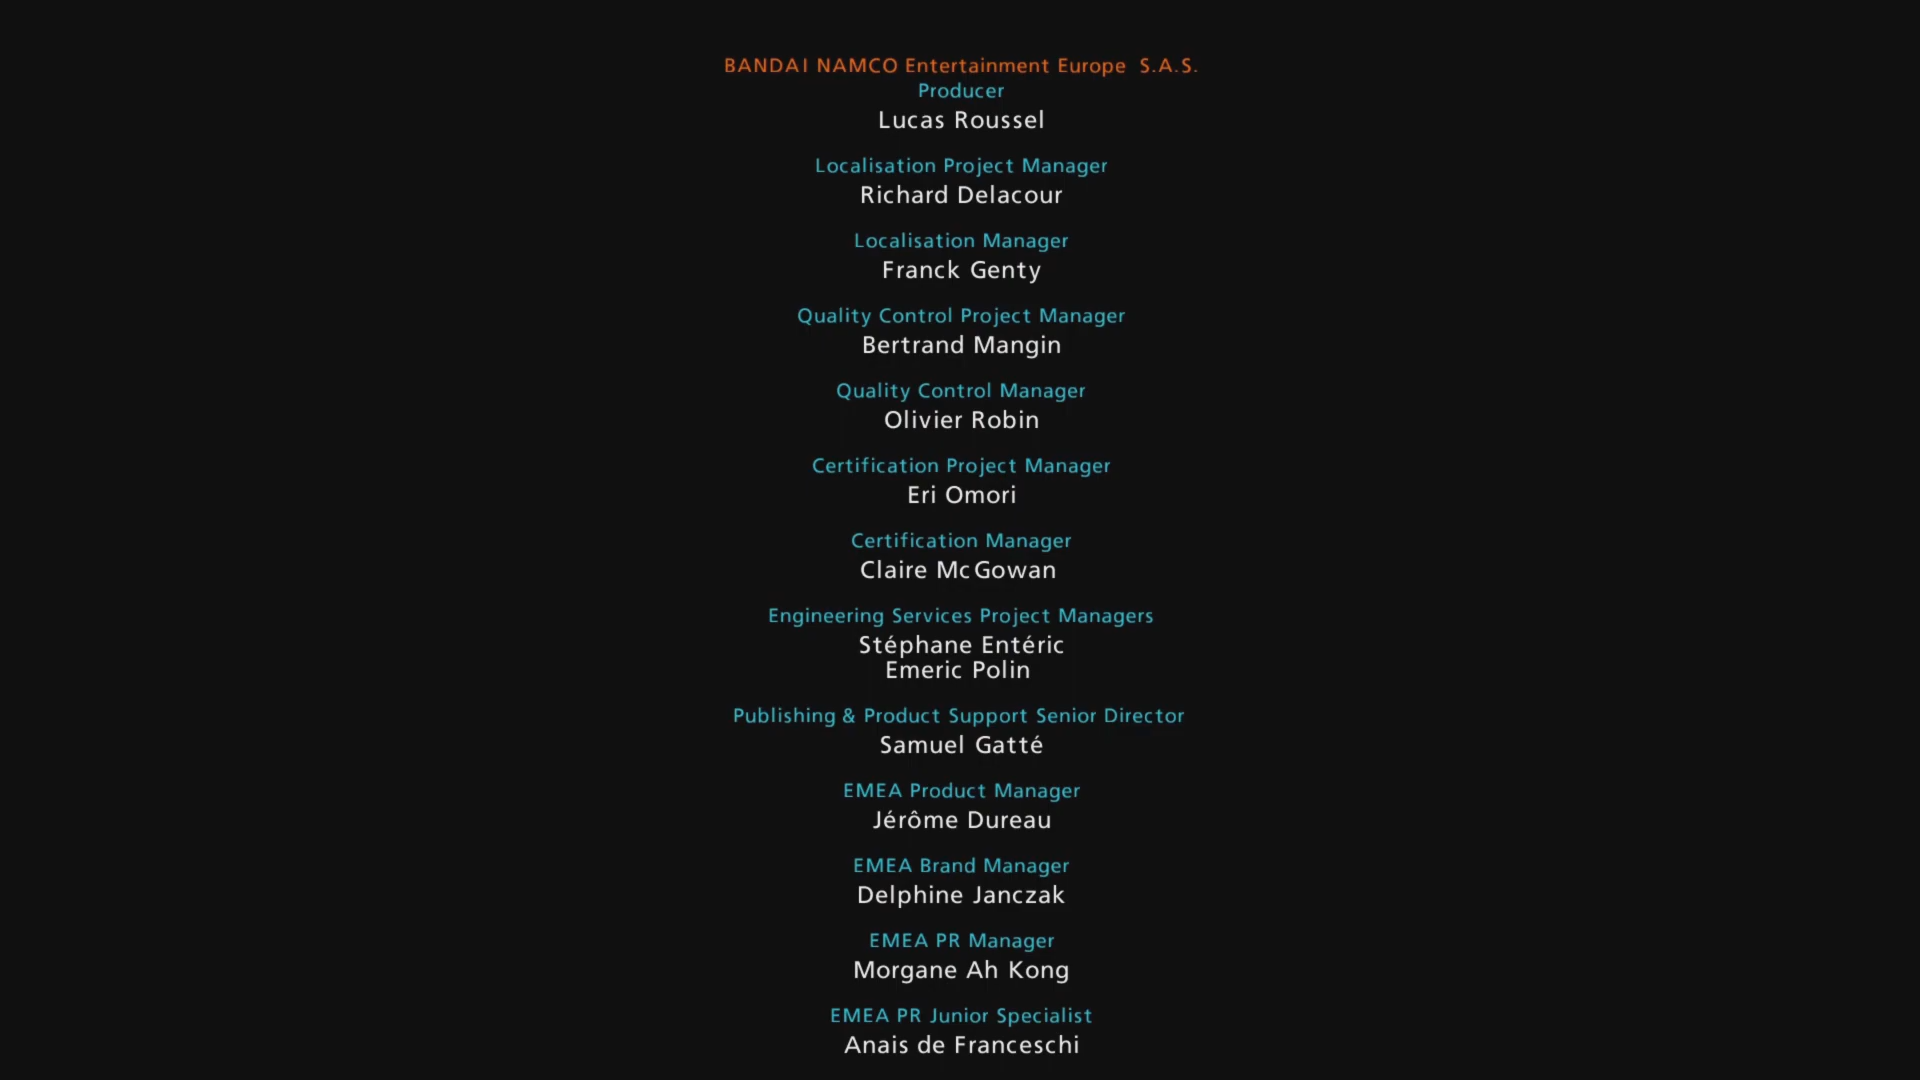 BANDAI NAMCO Entertainment Europe S.A.S.
Producer
Lucas Roussel
Localisation Project Manager
Richard Delacour
Localisation Manager
Franck Genty
Quality Control Project Manager
Bertrand Mangin
Quality Control Manager
Olivier Robin
Certification Project Manager
Eri Omori
Certification Manager
Claire McGowan
Engineering Services Project Managers
Stéphane Entéric
Emeric Polin
Publishing & Product Support Senior Director
Samuel Gatté
EMEA Product Manager
Jérôme Dureau
EMEA Brand Manager
Delphine Janczak
EMEA PR Manager
Morgane Ah Kong
EMEA PR Junior Specialist
Anais de Franceschi